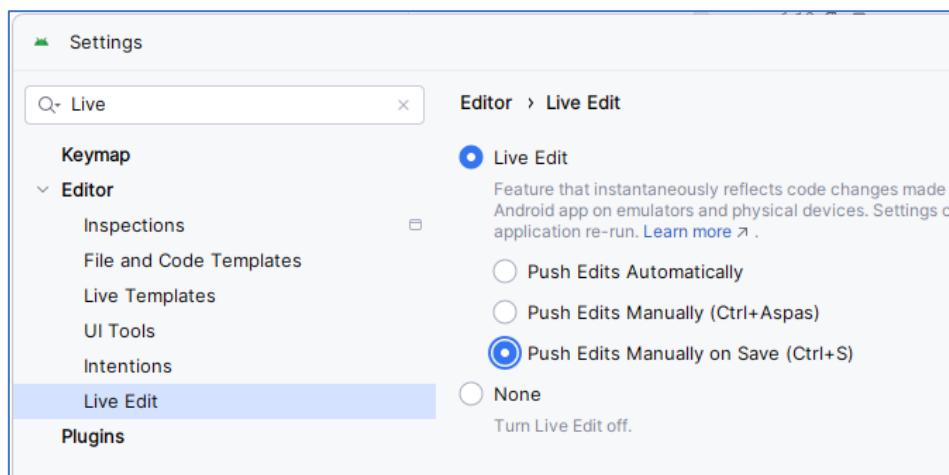 Settings
Live
Keymap
Editor
Inspections
File and Code Templates
Live Templates
UI Tools
Intentions
Live Edit
Plugins
Editor › Live Edit
Live Edit
Feature that instantaneously reflects code changes made
Android app on emulators and physical devices. Settings
application re-run. Learn more ↗ .
Push Edits Automatically
Push Edits Manually (Ctrl+Aspas)
Push Edits Manually on Save (Ctrl+S)
None
Turn Live Edit off.